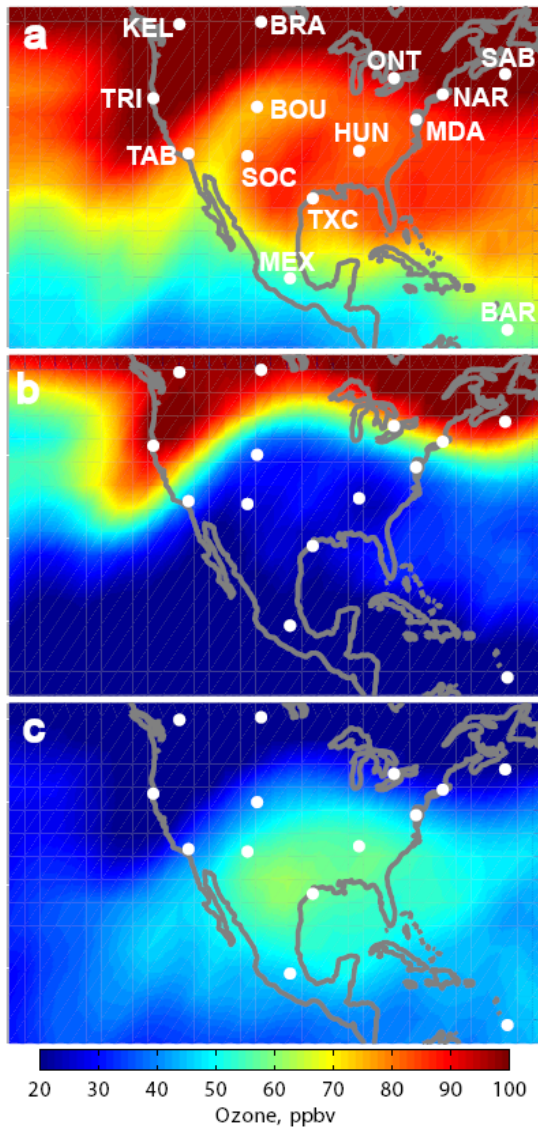 a
KEL
BRA
ONT
SAB
TRI
BOU
NAR
MDA
HUN
TAB
SOC
TXC
MEX
BAR
b
c
20 30 40 50 60 70 80 90 100
Ozone, ppbv